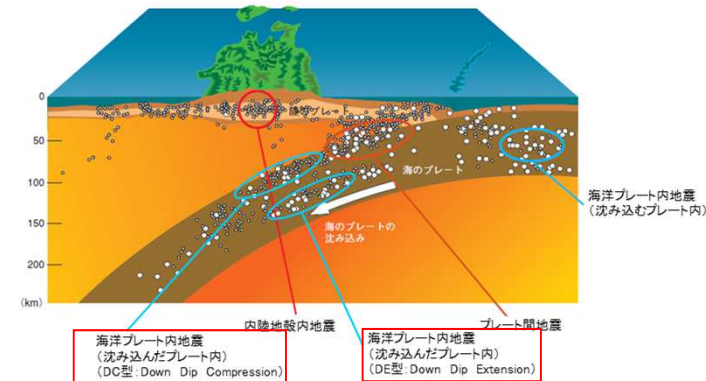 0
50
100
150
200
(km)
陸のプレート
海のプレート
海のプレートの
沈み込み
海洋プレート内地震
(沈み込むプレート内)
内陸地殻内地震
プレート間地震
海洋プレート内地震
(沈み込んだプレート内)
(DC型:Down Dip Compression)
海洋プレート内地震
(沈み込んだプレート内)
(DE型:Down Dip Extension)